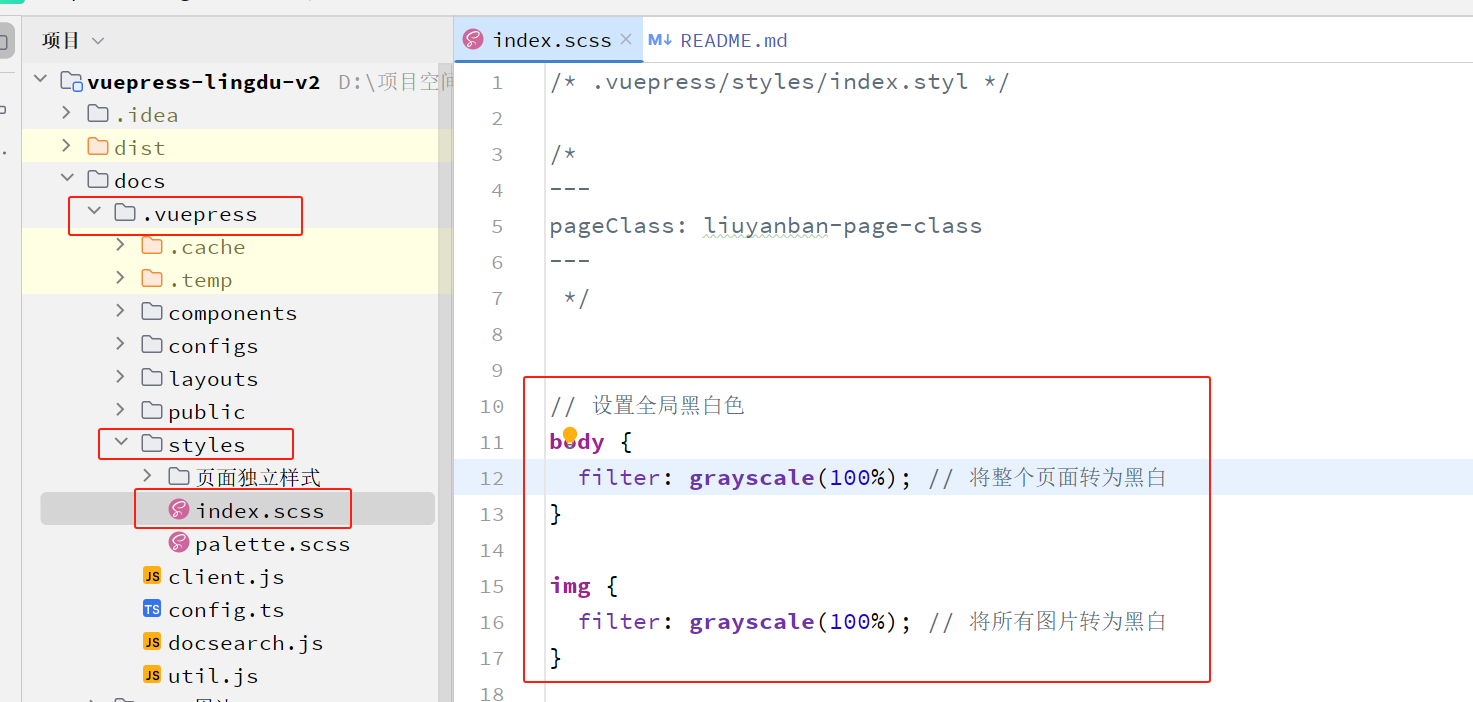 项目
vuepress-lingdu-v2 D:\项目空间
.idea
dist
docs
.vuepress
.cache
.temp
components
configs
layouts
public
styles
页面独立样式
index.scss
palette.scss
JS client.js
TS config.ts
JS docsearch.js
JS util.js
index.scss × M↓ README.md
1 /* .vuepress/styles/index.styl */
2
3 /*
4 ---
5 pageClass: liuyanban-page-class
6 ---
7 */
8
9
10 // 设置全局黑白色
11 body {
12 filter: grayscale(100%); // 将整个页面转为黑白
13 }
14
15 img {
16 filter: grayscale(100%); // 将所有图片转为黑白
17 }
18